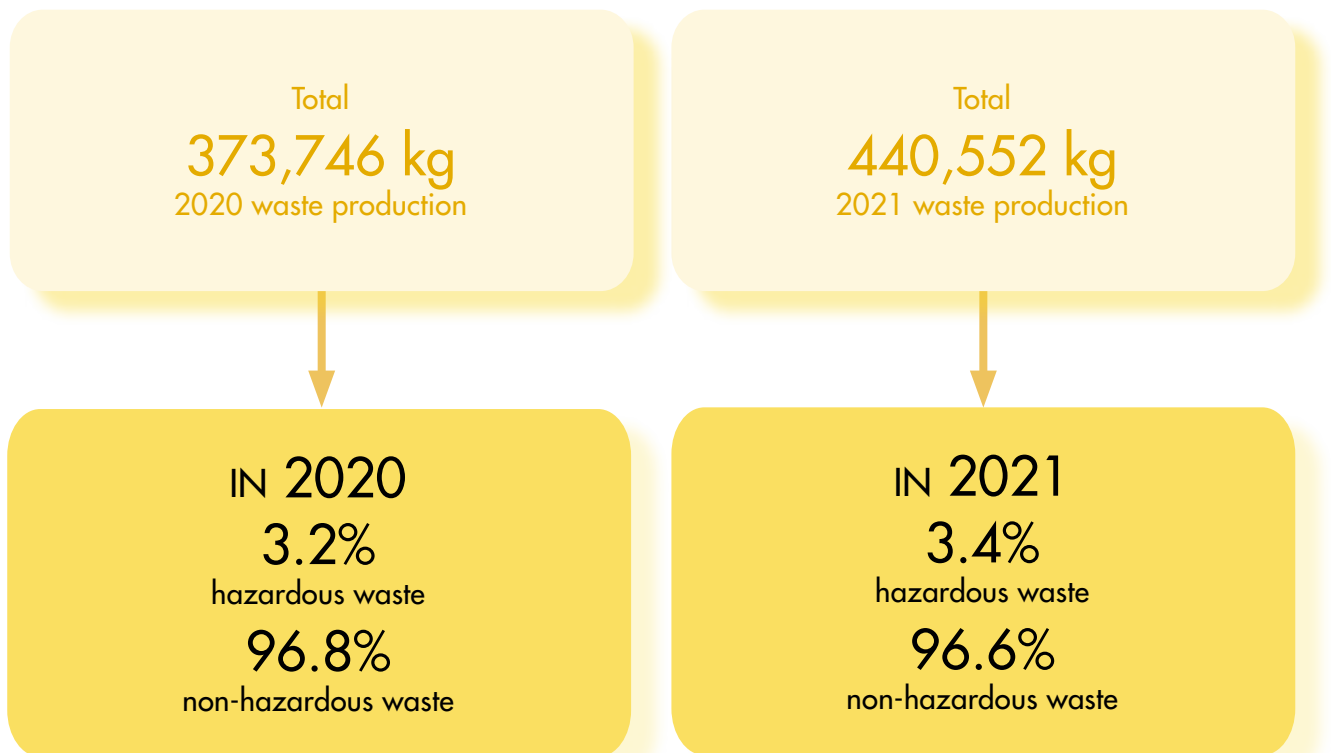 Total
373,746 kg
2020 waste production
Total
440,552 kg
2021 waste production
IN 2020
3.2%
hazardous waste
96.8%
non-hazardous waste
IN 2021
3.4%
hazardous waste
96.6%
non-hazardous waste